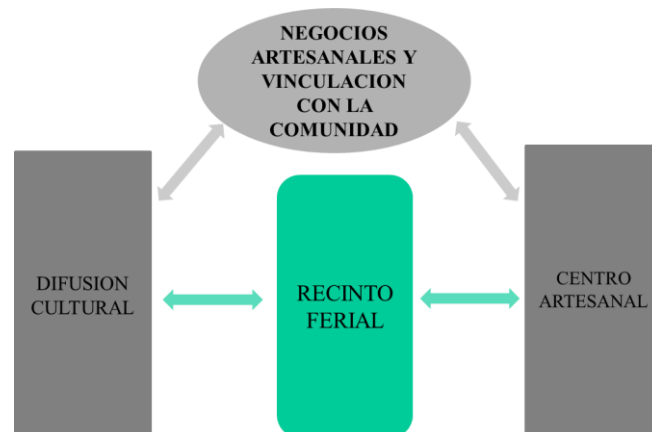 NEGOCIOS
ARTESANALES Y
VINCULACION
CON LA
COMUNIDAD
DIFUSION
CULTURAL
RECINTO
FERIAL
CENTRO
ARTESANAL